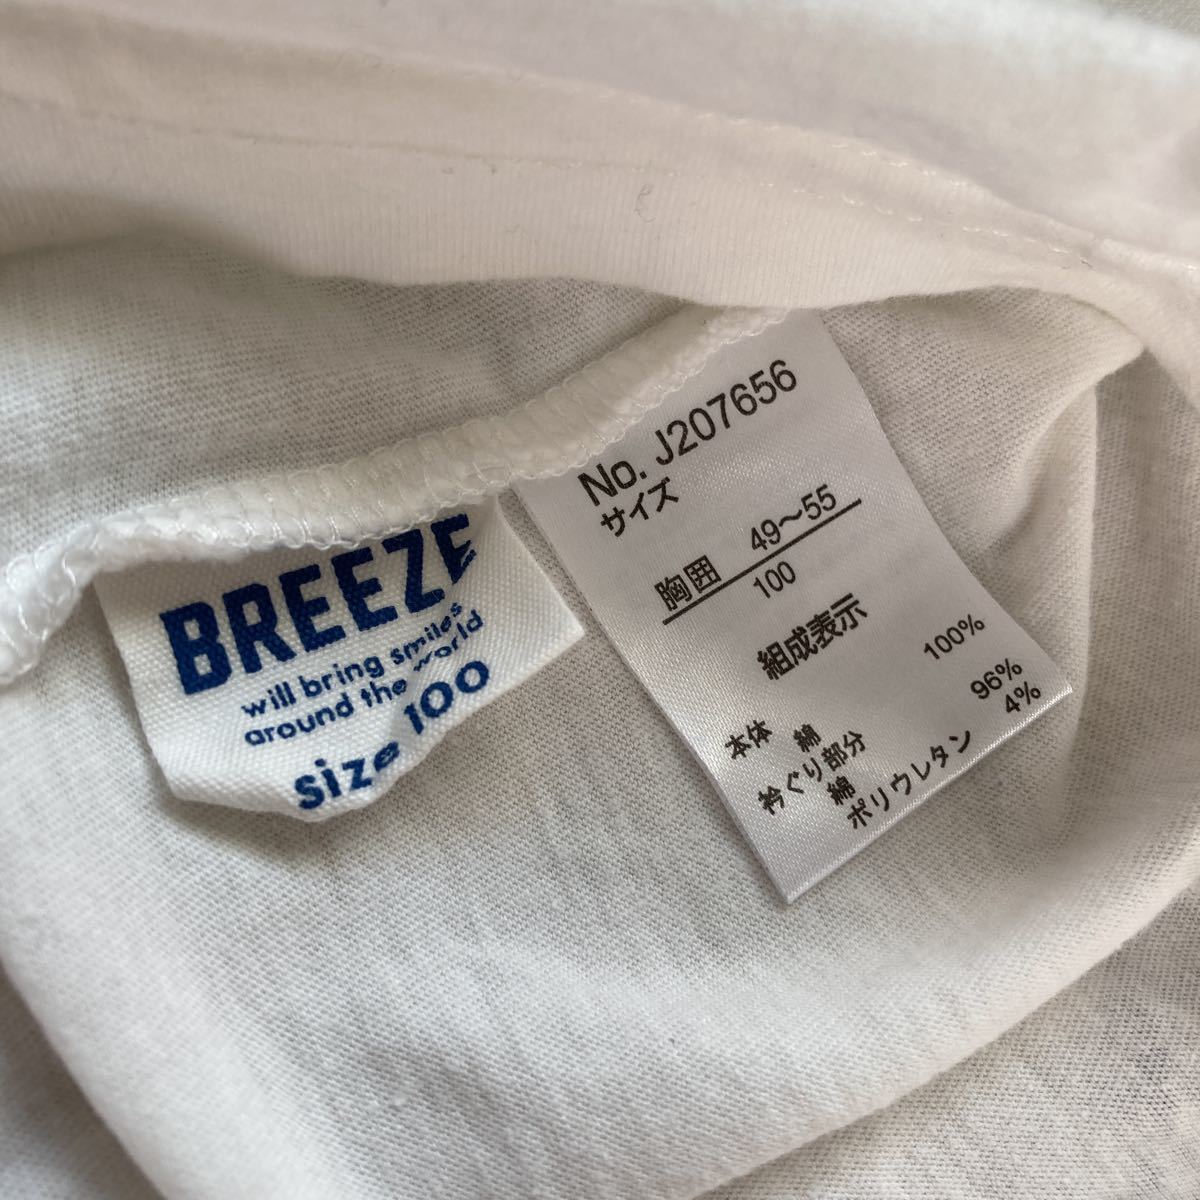 BREEZE
will bring smiles
around the world
size 100
No. J207656
サイズ
胸囲 49～55
100
組成表示
本体 綿 100%
衿ぐり部分
綿 96%
ポリウレタン 4%